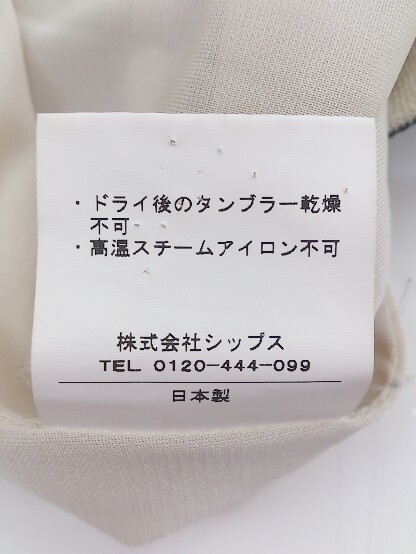 ・ドライ後のタンブラー乾燥
不可
・高温スチームアイロン不可
株式会社シップス
TEL 0120-444-099
日本製